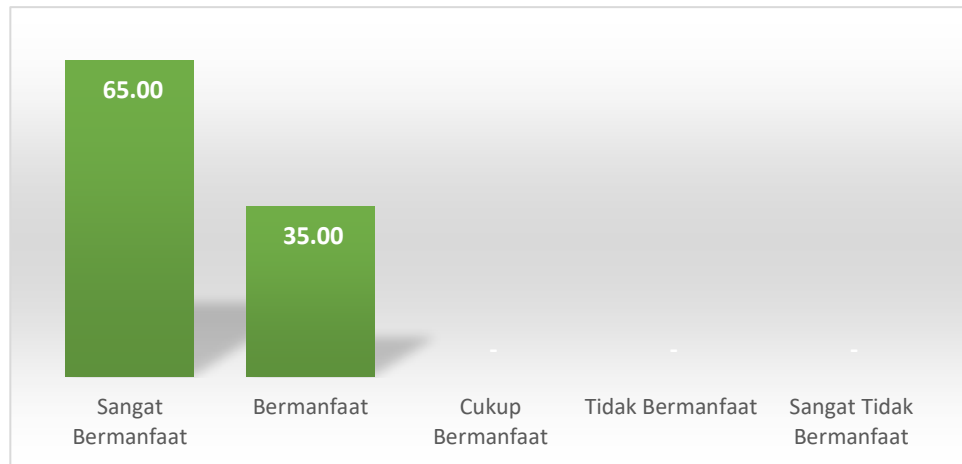 65.00
35.00
-
-
-
Sangat
Bermanfaat
Bermanfaat
Cukup
Bermanfaat
Tidak Bermanfaat
Sangat Tidak
Bermanfaat